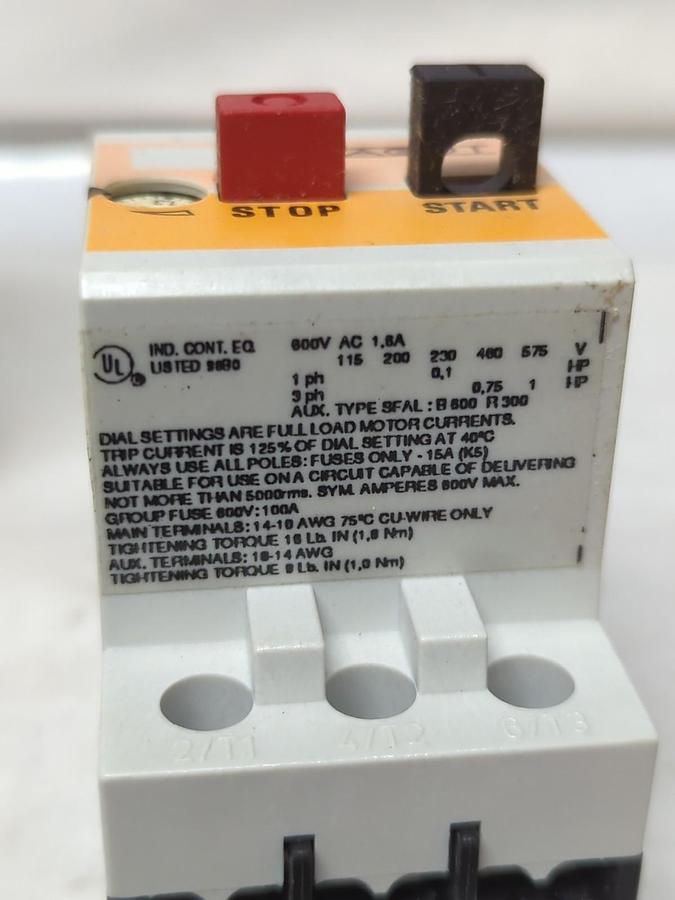 STOP START
UL
IND. CONT. EQ. 600V AC 1,6A
LISTED 115 200 230 460 575 V
1 ph 0,1 HP
3 ph 0,75 1 HP
AUX. TYPE SFAL : B 600 R 300
DIAL SETTINGS ARE FULL LOAD MOTOR CURRENTS.
TRIP CURRENT IS 125% OF DIAL SETTING AT 40°C
ALWAYS USE ALL POLES: FUSES ONLY - 15A (K5)
SUITABLE FOR USE ON A CIRCUIT CAPABLE OF DELIVERING
NOT MORE THAN 5000rms. SYM. AMPERES 600V MAX.
GROUP FUSE 600V: 100A
MAIN TERMINALS: 14-10 AWG 75°C CU-WIRE ONLY
TIGHTENING TORQUE 16 Lb. IN (1,8 Nm)
AUX. TERMINALS: 18-14 AWG
TIGHTENING TORQUE 9 Lb. IN (1,0 Nm)
2/T1 4/T2 6/T3